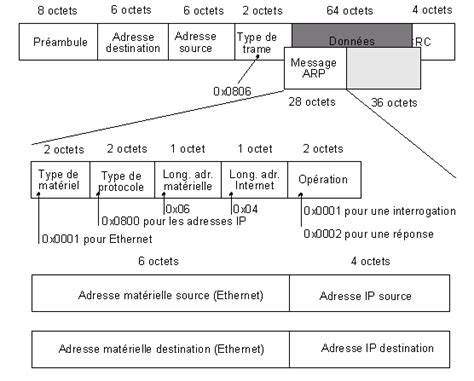 8 octets 6 octets 6 octets 2 octets 64 octets 4 octets
Préambule Adresse destination Adresse source Type de trame Données CRC
Message ARP
0x0806
28 octets 36 octets
2 octets 2 octets 1 octet 1 octet 2 octets
Type de matériel Type de protocole Long. adr. matérielle Long. adr. Internet Opération
0x06 0x04 0x0001 pour une interrogation
0x0800 pour les adresses IP
0x0002 pour une réponse
0x0001 pour Ethernet
6 octets 4 octets
Adresse matérielle source (Ethernet) Adresse IP source
Adresse matérielle destination (Ethernet) Adresse IP destination